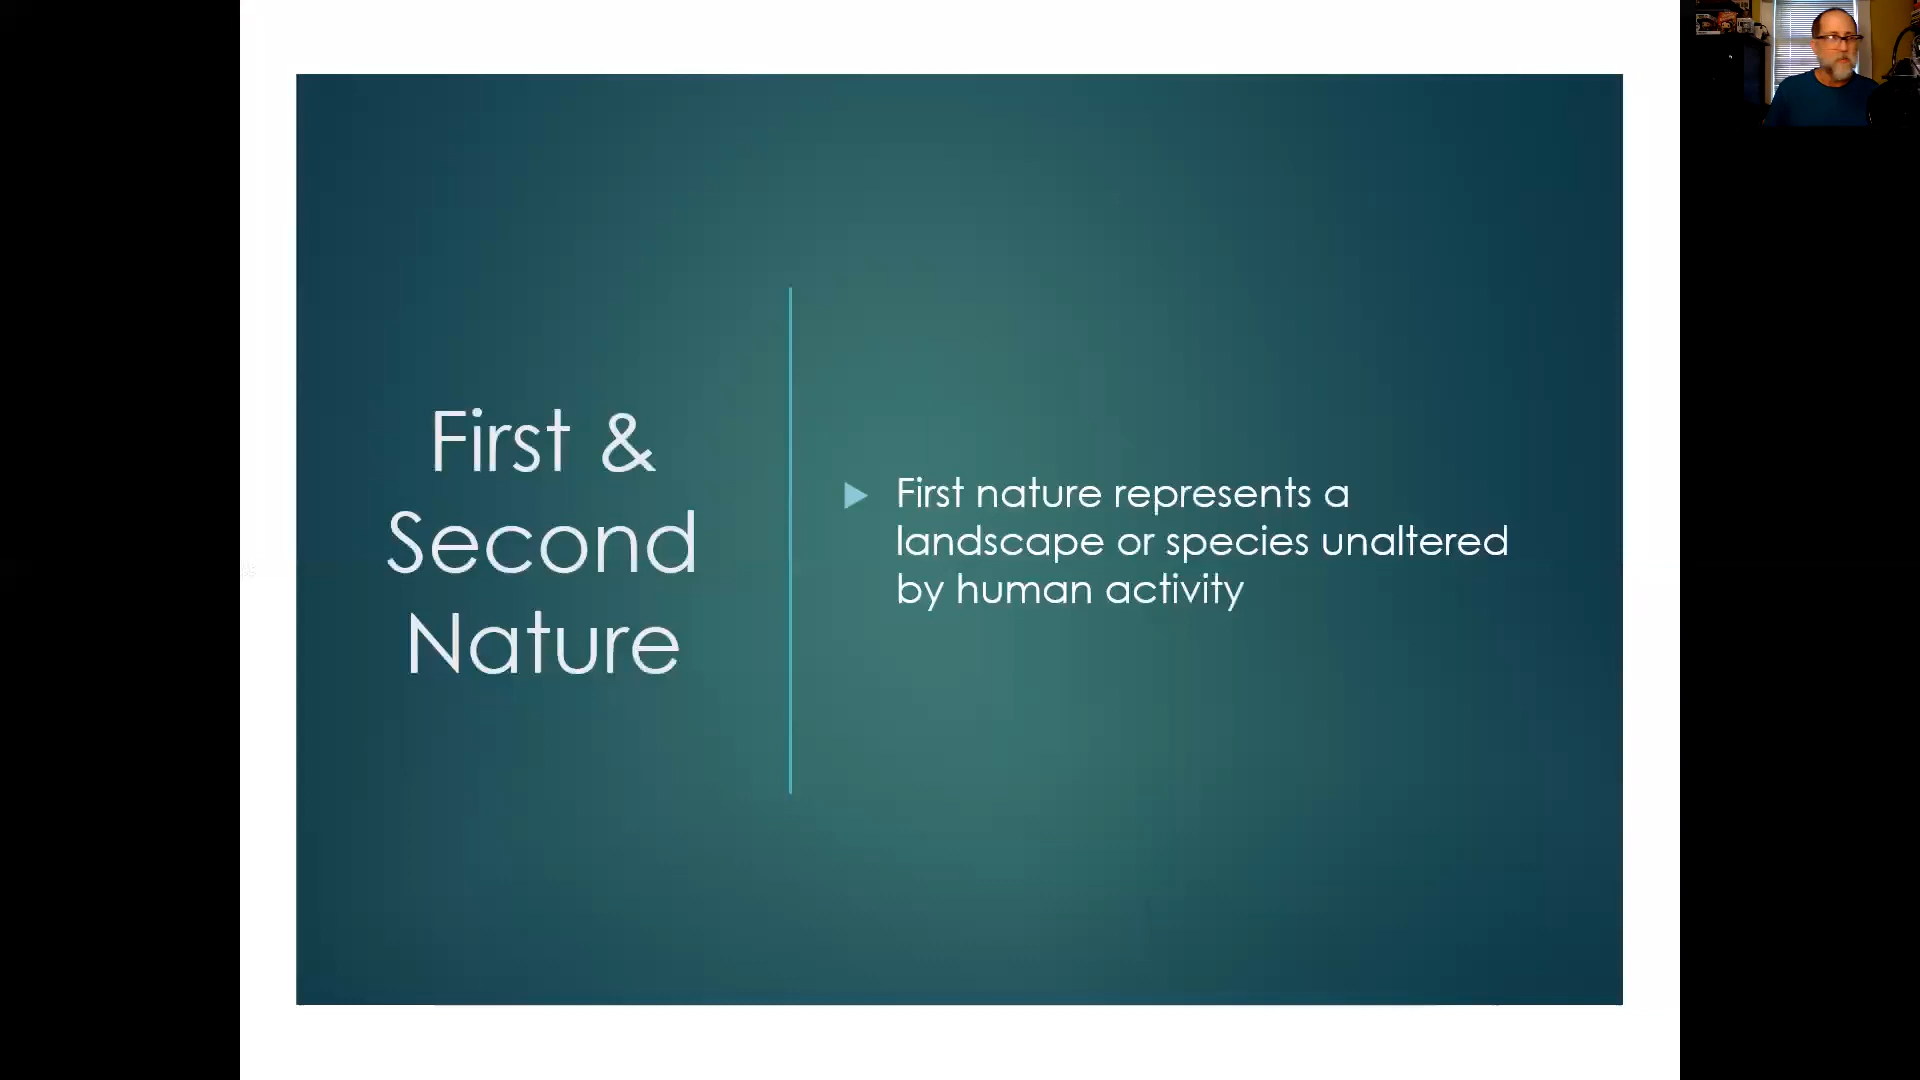 First &
Second
Nature
First nature represents a
landscape or species unaltered
by human activity